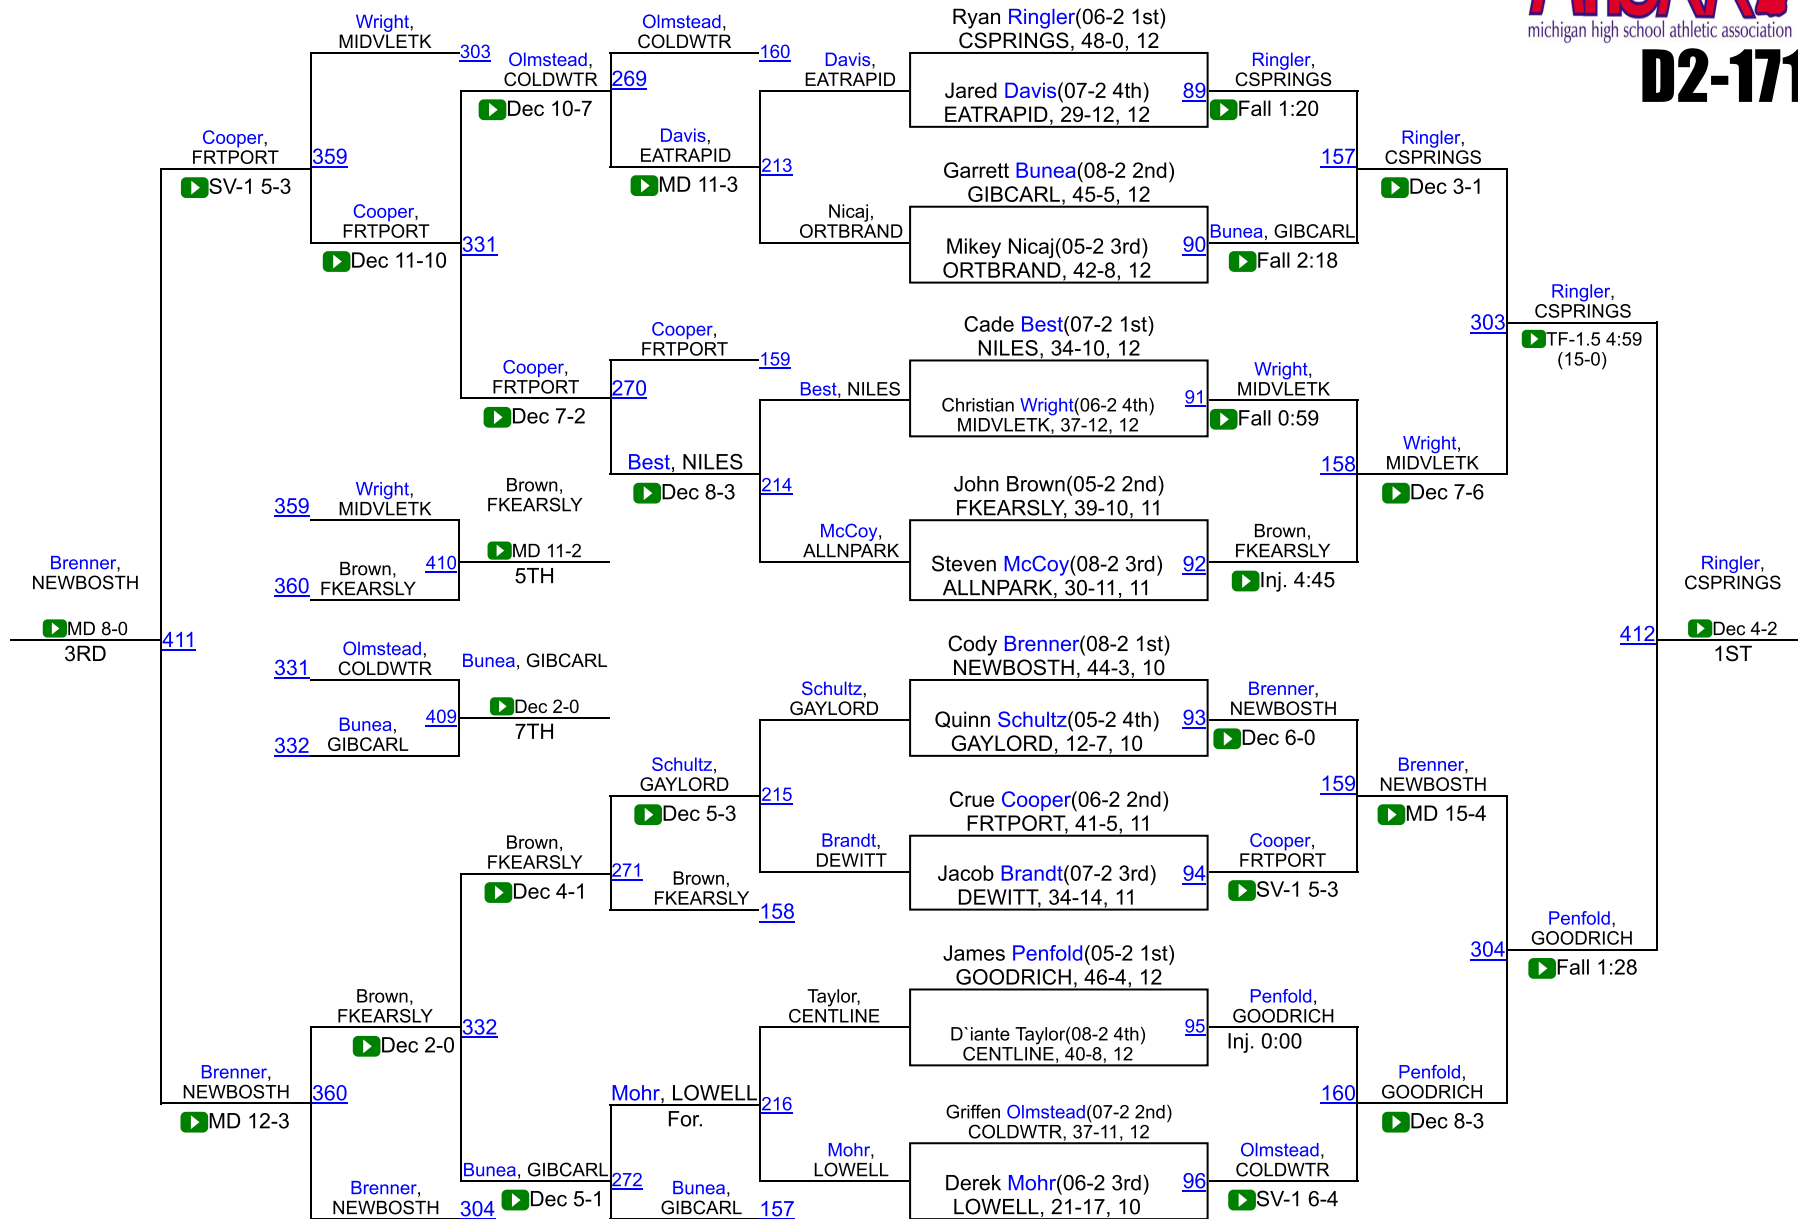 michigan high school athletic association
D2-171
Wright,
MIDVLETK
303
Olmstead,
COLDWTR
269
Dec 10-7
Olmstead,
COLDWTR
160
Davis,
EATRAPID
213
MD 11-3
Davis,
EATRAPID
Nicaj,
ORTBRAND
Cooper,
FRTPORT
359
SV-1 5-3
Cooper,
FRTPORT
331
Dec 11-10
Cooper,
FRTPORT
159
Cooper,
FRTPORT
270
Dec 7-2
Best, NILES
214
Dec 8-3
Best, NILES
McCoy,
ALLNPARK
359
Wright,
MIDVLETK
Brown,
FKEARSLY
410
MD 11-2
5TH
360
Brown,
FKEARSLY
Brenner,
NEWBOSTH
MD 8-0
3RD
411
331
Olmstead,
COLDWTR
Bunea, GIBCARL
409
Dec 2-0
7TH
332
Bunea,
GIBCARL
Schultz,
GAYLORD
Brandt,
DEWITT
Schultz,
GAYLORD
215
Dec 5-3
Brown,
FKEARSLY
271
Dec 4-1
Brown,
FKEARSLY
158
Brown,
FKEARSLY
332
Dec 2-0
Taylor,
CENTLINE
Mohr, LOWELL
216
For.
Mohr,
LOWELL
Brenner,
NEWBOSTH
360
MD 12-3
Bunea, GIBCARL
272
Dec 5-1
Bunea,
GIBCARL
157
Brenner,
NEWBOSTH
304
Ryan Ringler(06-2 1st)
CSPRINGS, 48-0, 12
Jared Davis(07-2 4th)
EATRAPID, 29-12, 12
89
Ringler,
CSPRINGS
Fall 1:20
Garrett Bunea(08-2 2nd)
GIBCARL, 45-5, 12
Mikey Nicaj(05-2 3rd)
ORTBRAND, 42-8, 12
90
Bunea, GIBCARL
Fall 2:18
157
Ringler,
CSPRINGS
Dec 3-1
Cade Best(07-2 1st)
NILES, 34-10, 12
Christian Wright(06-2 4th)
MIDVLETK, 37-12, 12
91
Wright,
MIDVLETK
Fall 0:59
John Brown(05-2 2nd)
FKEARSLY, 39-10, 11
Steven McCoy(08-2 3rd)
ALLNPARK, 30-11, 11
92
Brown,
FKEARSLY
Inj. 4:45
158
Wright,
MIDVLETK
Dec 7-6
303
Ringler,
CSPRINGS
TF-1.5 4:59
(15-0)
Cody Brenner(08-2 1st)
NEWBOSTH, 44-3, 10
Quinn Schultz(05-2 4th)
GAYLORD, 12-7, 10
93
Brenner,
NEWBOSTH
Dec 6-0
Crue Cooper(06-2 2nd)
FRTPORT, 41-5, 11
Jacob Brandt(07-2 3rd)
DEWITT, 34-14, 11
94
Cooper,
FRTPORT
SV-1 5-3
159
Brenner,
NEWBOSTH
MD 15-4
James Penfold(05-2 1st)
GOODRICH, 46-4, 12
D`iante Taylor(08-2 4th)
CENTLINE, 40-8, 12
95
Penfold,
GOODRICH
Inj. 0:00
Griffen Olmstead(07-2 2nd)
COLDWTR, 37-11, 12
Derek Mohr(06-2 3rd)
LOWELL, 21-17, 10
96
Olmstead,
COLDWTR
SV-1 6-4
160
Penfold,
GOODRICH
Dec 8-3
304
Penfold,
GOODRICH
Fall 1:28
412
Ringler,
CSPRINGS
Dec 4-2
1ST